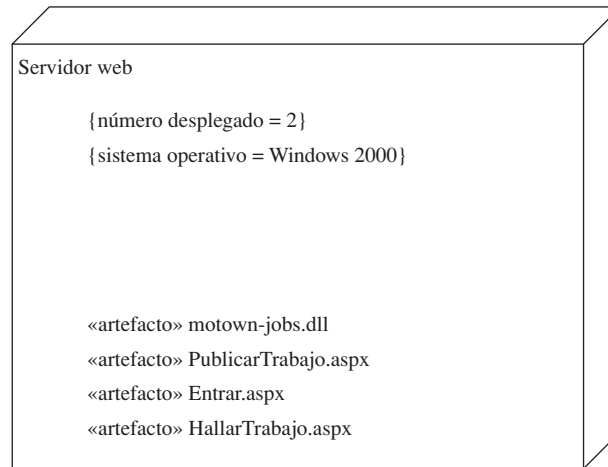 Servidor web
{número desplegado = 2}
{sistema operativo = Windows 2000}
«artefacto» motown-jobs.dll
«artefacto» PublicarTrabajo.aspx
«artefacto» Entrar.aspx
«artefacto» HallarTrabajo.aspx